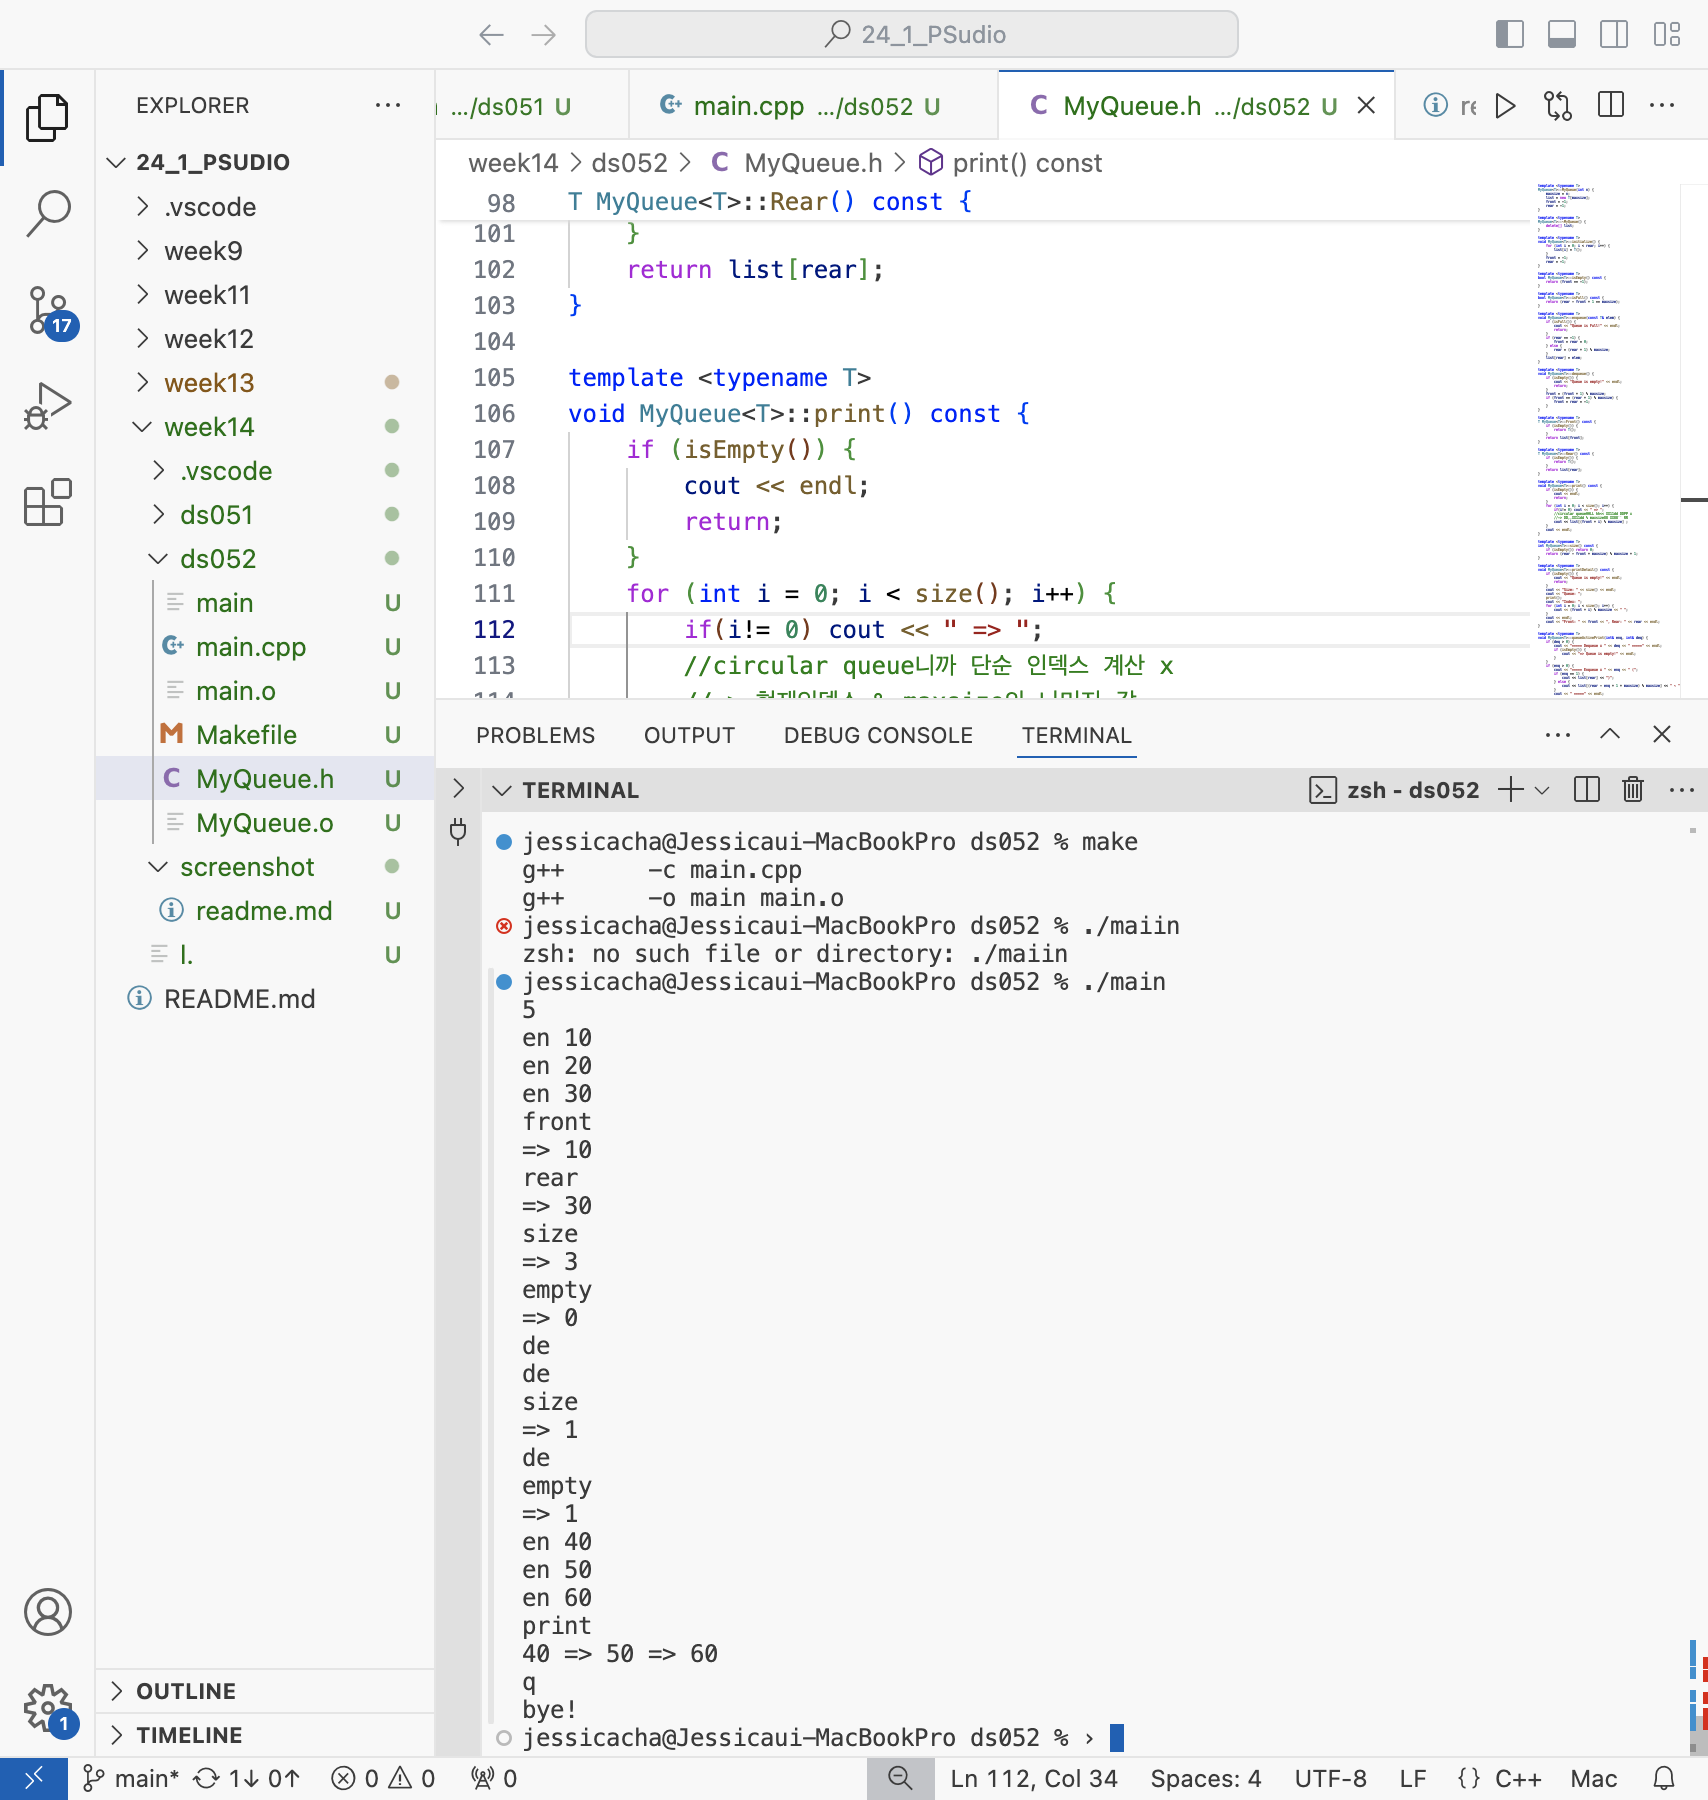 24_1_PSudio
EXPLORER
.../ds051 U
main.cpp .../ds052 U
C MyQueue.h .../ds052 U
24_1_PSUDIO
.vscode
week9
week11
week12
week13
week14
.vscode
ds051
ds052
main U
main.cpp U
main.o U
M Makefile U
C MyQueue.h U
MyQueue.o U
screenshot
readme.md U
l. U
README.md
OUTLINE
TIMELINE
17
1
week14 > ds052 > C MyQueue.h > print() const
98 T MyQueue<T>::Rear() const {
101 }
102 return list[rear];
103 }
104
105 template <typename T>
106 void MyQueue<T>::print() const {
107 if (isEmpty()) {
108 cout << endl;
109 return;
110 }
111 for (int i = 0; i < size(); i++) {
112 if(i!= 0) cout << " => ";
113 //circular queue니까 단순 인덱스 계산 x
PROBLEMS OUTPUT DEBUG CONSOLE TERMINAL
TERMINAL zsh - ds052
jessicacha@Jessicaui-MacBookPro ds052 % make
g++ -c main.cpp
g++ -o main main.o
jessicacha@Jessicaui-MacBookPro ds052 % ./maiin
zsh: no such file or directory: ./maiin
jessicacha@Jessicaui-MacBookPro ds052 % ./main
5
en 10
en 20
en 30
front
=> 10
rear
=> 30
size
=> 3
empty
=> 0
de
de
size
=> 1
de
empty
=> 1
en 40
en 50
en 60
print
40 => 50 => 60
q
bye!
jessicacha@Jessicaui-MacBookPro ds052 % ›
main* 1↓ 0↑ 0 0 0 Ln 112, Col 34 Spaces: 4 UTF-8 LF {} C++ Mac